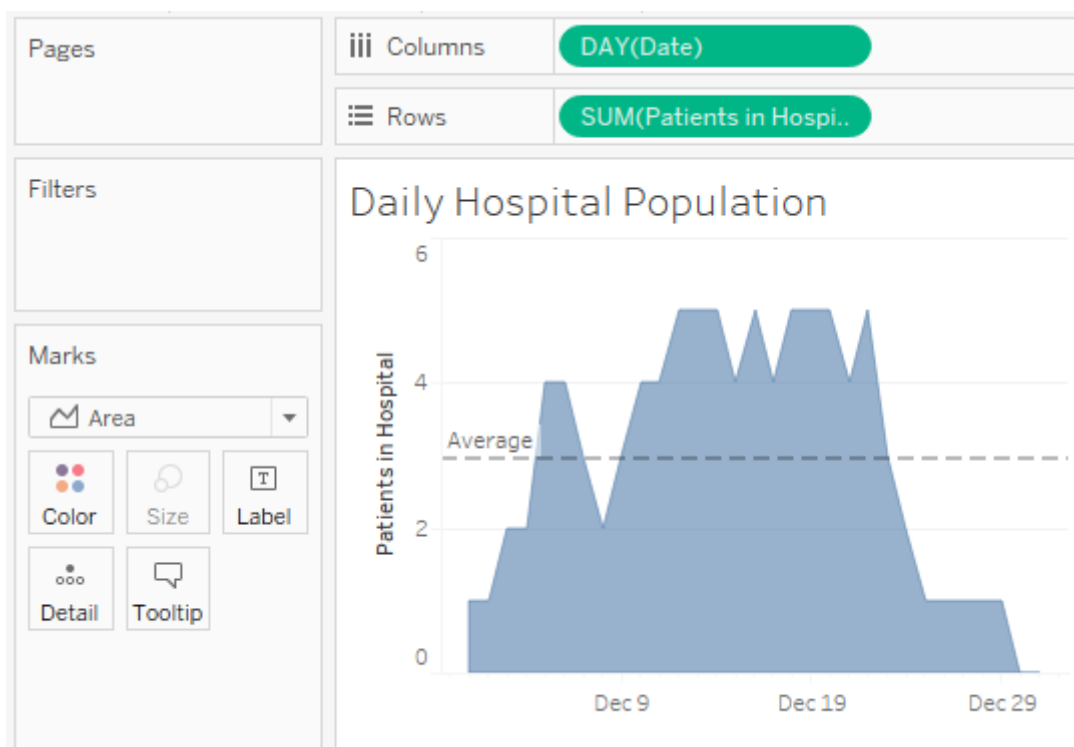 Pages
Columns
DAY(Date)
Rows
SUM(Patients in Hospi..
Filters
Marks
Area
Color
Size
T
Label
Detail
Tooltip
Daily Hospital Population
Patients in Hospital
6
4
Average
2
0
Dec 9
Dec 19
Dec 29